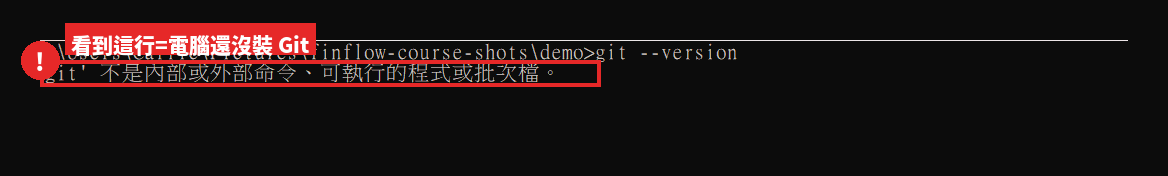 看到這行=電腦還沒裝 Git
!
\finflow-course-shots\demo>git --version
git' 不是內部或外部命令、可執行的程式或批次檔。